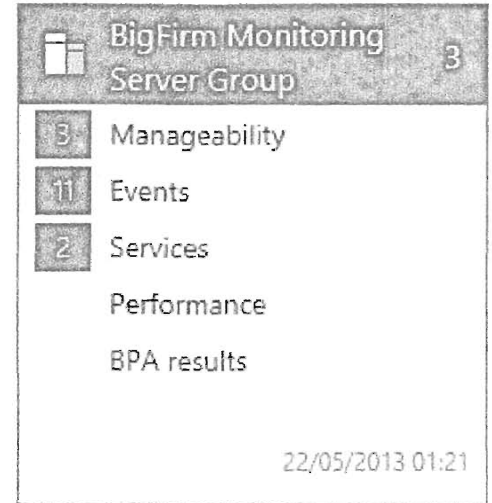 BigFirm Monitoring 3
Server Group
3 Manageability
11 Events
2 Services
Performance
BPA results
22/05/2013 01:21